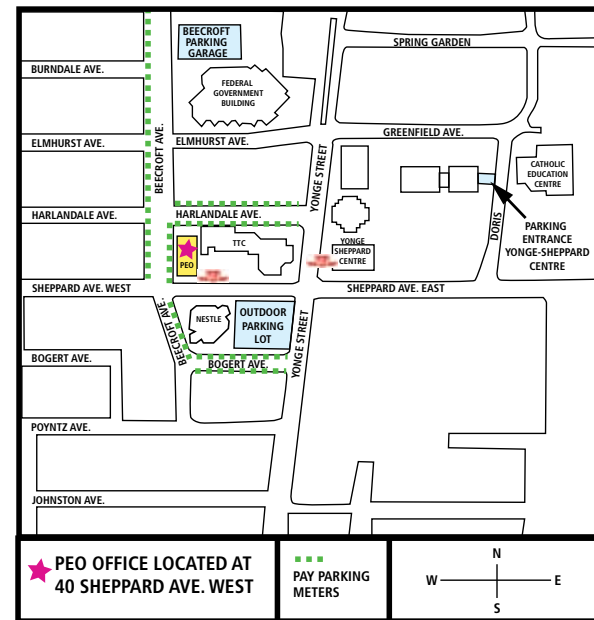 BEECROFT
PARKING
GARAGE
SPRING GARDEN
BURNDALE AVE.
FEDERAL
GOVERNMENT
BUILDING
GREENFIELD AVE.
ELMHURST AVE.
ELMHURST AVE.
BEECROFT AVE.
YONGE STREET
CATHOLIC
EDUCATION
CENTRE
HARLANDALE AVE.
HARLANDALE AVE.
DORIS
PARKING
ENTRANCE
YONGE-SHEPPARD
CENTRE
TTC
YONGE
SHEPPARD
CENTRE
PEO
SHEPPARD AVE. WEST
SHEPPARD AVE. EAST
BEECROFT AVE.
NESTLE
OUTDOOR
PARKING
LOT
YONGE STREET
BOGERT AVE.
BOGERT AVE.
POYNTZ AVE.
JOHNSTON AVE.
PEO OFFICE LOCATED AT
40 SHEPPARD AVE. WEST
PAY PARKING
METERS
N
W
E
S